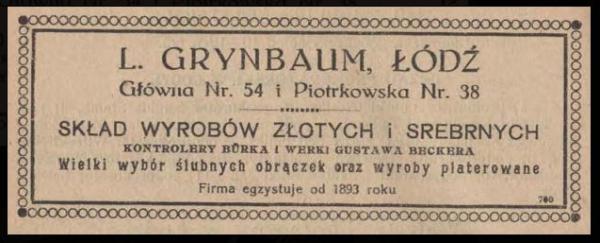 L. GRYNBAUM, ŁÓDŹ
Główna Nr. 54 i Piotrkowska Nr. 38
SKŁAD WYROBÓW ZŁOTYCH i SREBRNYCH
KONTROLERY BÜRKA I WERKI GUSTAWA BECKERA
Wielki wybór ślubnych obrączek oraz wyroby platerowane
Firma egzystuje od 1893 roku
760